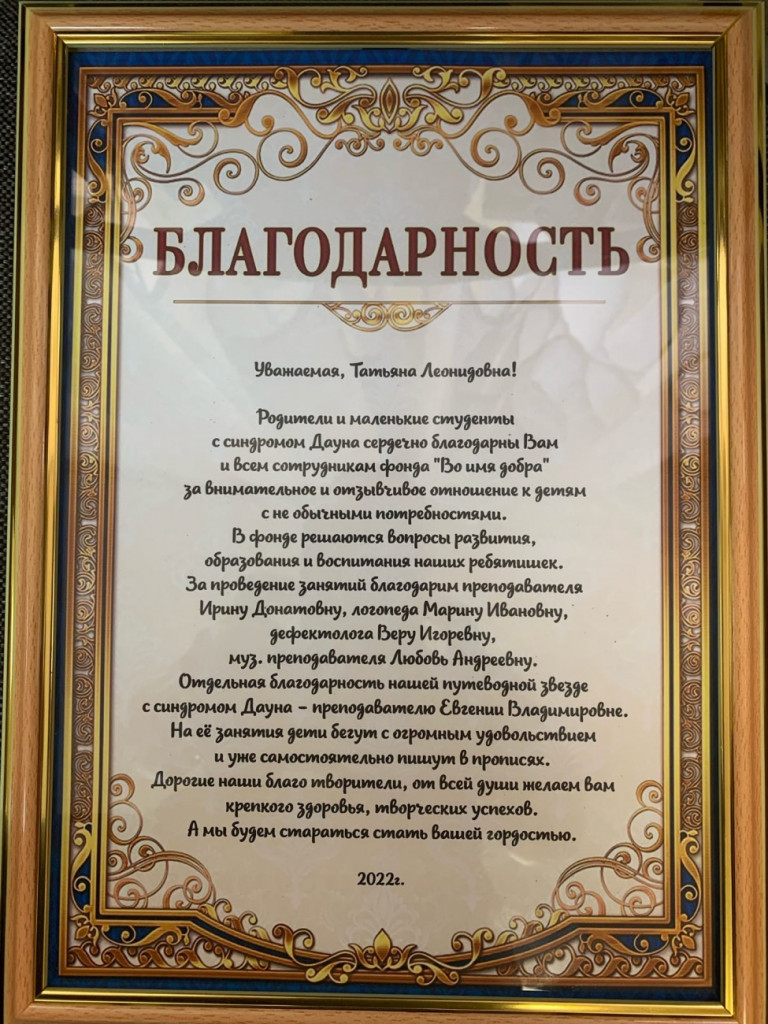 БЛАГОДАРНОСТЬ
Уважаемая, Татьяна Леонидовна!
Родители и маленькие студенты
с синдромом Дауна сердечно благодарны Вам
и всем сотрудникам фонда "Во имя добра"
за внимательное и отзывчивое отношение к детям
с не обычными потребностями.
В фонде решаются вопросы развития,
образования и воспитания наших ребятишек.
За проведение занятий благодарим преподавателя
Ирину Донатовну, логопеда Марину Ивановну,
дефектолога Веру Игоревну,
муз. преподавателя Любовь Андреевну.
Отдельная благодарность нашей путеводной звезде
с синдромом Дауна – преподавателю Евгении Владимировне.
На её занятия дети бегут с огромным удовольствием
и уже самостоятельно пишут в прописях.
Дорогие наши благо творители, от всей души желаем вам
крепкого здоровья, творческих успехов.
А мы будем стараться стать вашей гордостью.
2022г.